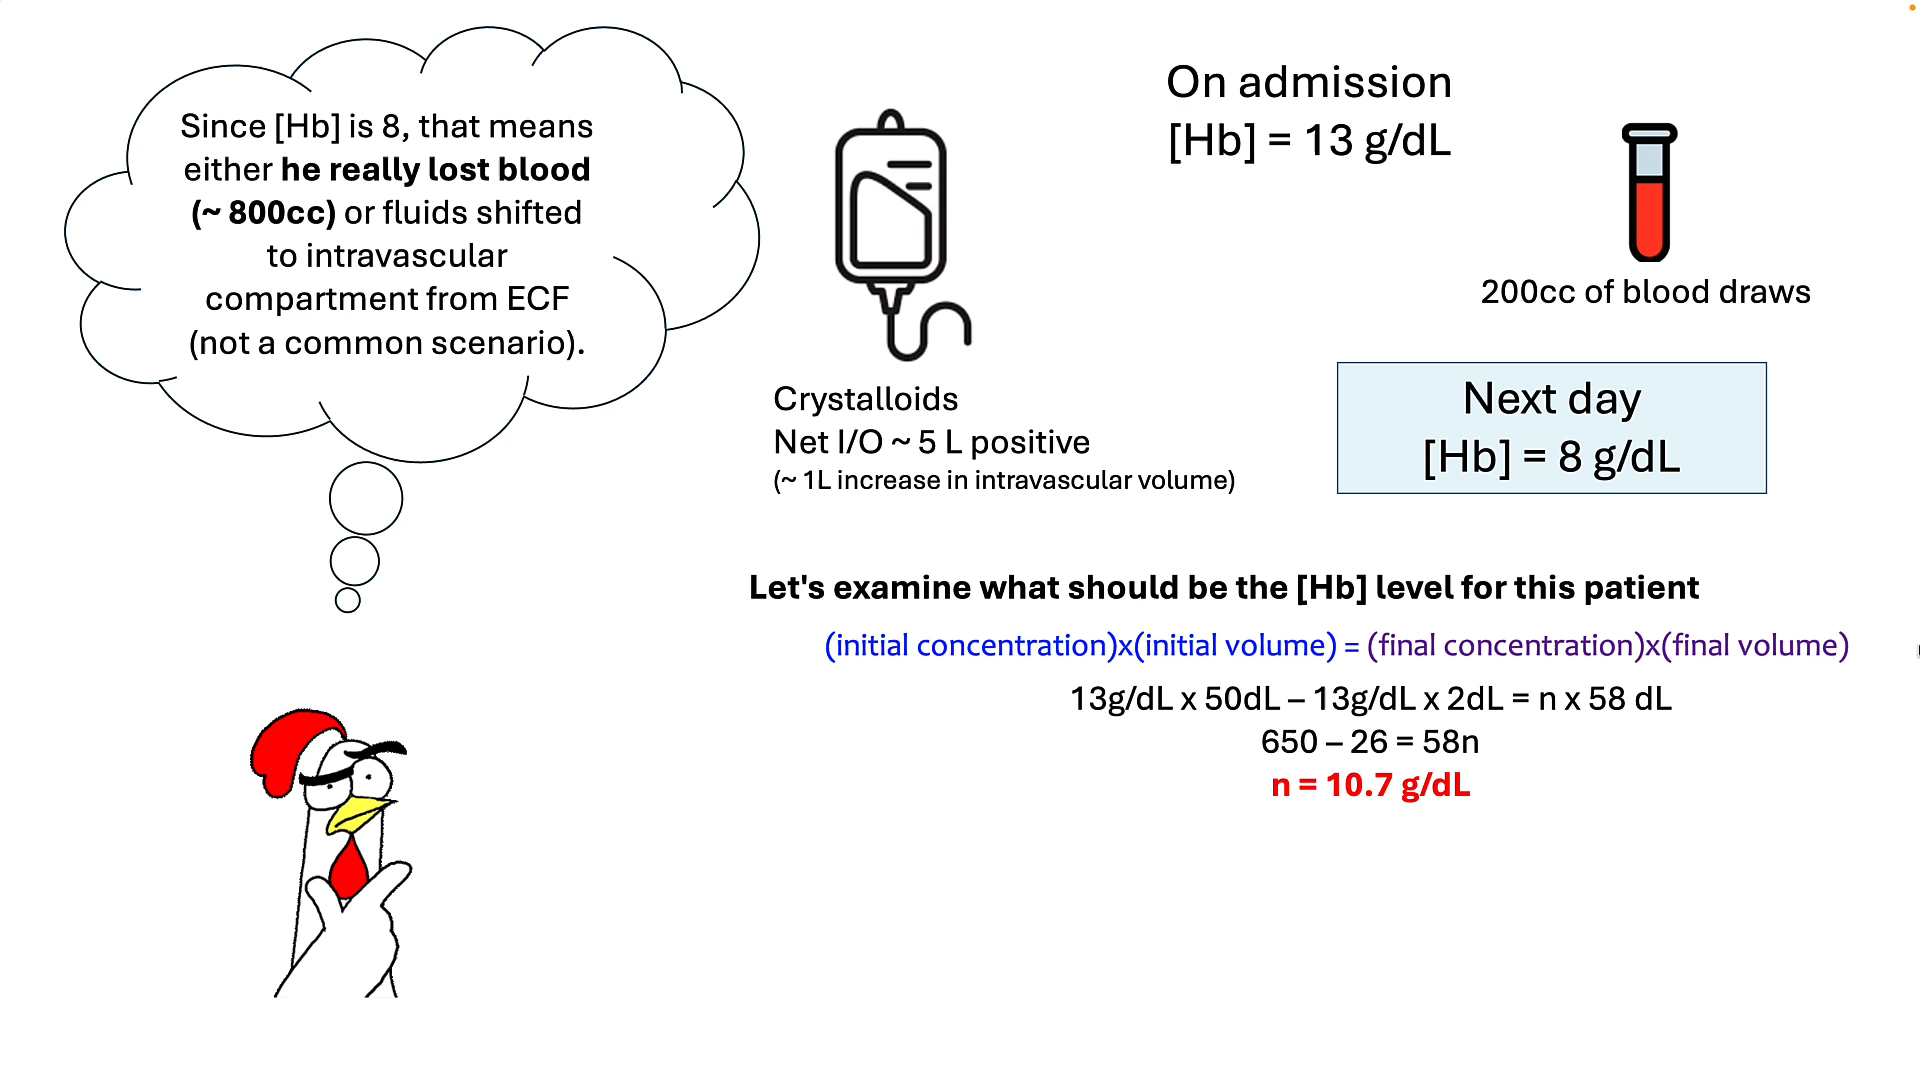 Since [Hb] is 8, that means
either he really lost blood
(~ 800cc) or fluids shifted
to intravascular
compartment from ECF
(not a common scenario).
On admission
[Hb] = 13 g/dL
200cc of blood draws
Crystalloids
Net I/O ~ 5 L positive
(~ 1L increase in intravascular volume)
Next day
[Hb] = 8 g/dL
Let's examine what should be the [Hb] level for this patient
(initial concentration)x(initial volume) = (final concentration)x(final volume)
13g/dL x 50dL – 13g/dL x 2dL = n x 58 dL
650 – 26 = 58n
n = 10.7 g/dL